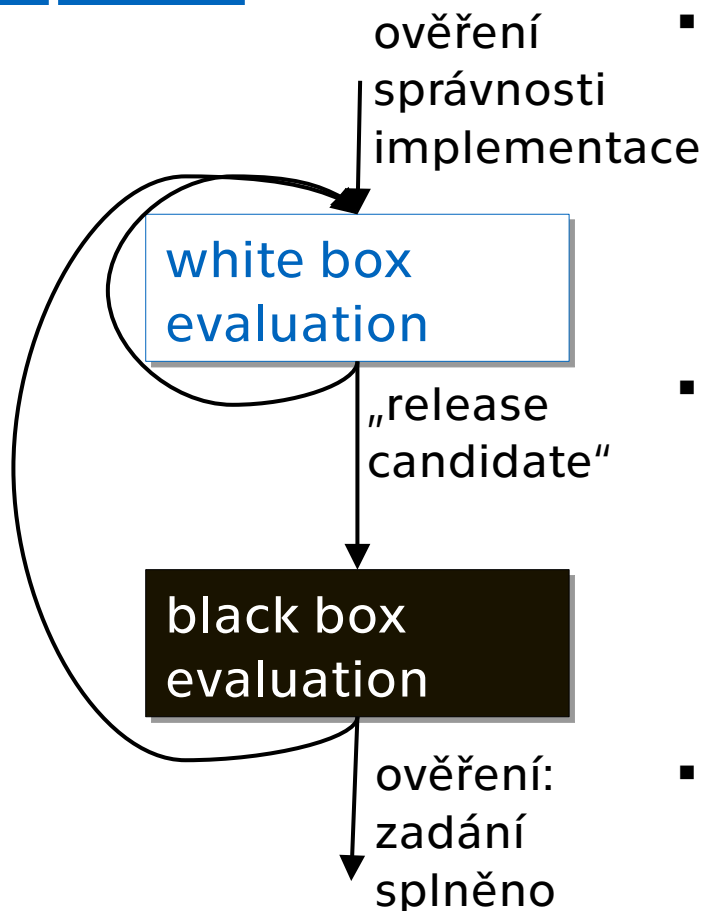 ověření
správnosti
implementace
white box
evaluation
„release
candidate“
black box
evaluation
ověření:
zadání
splněno